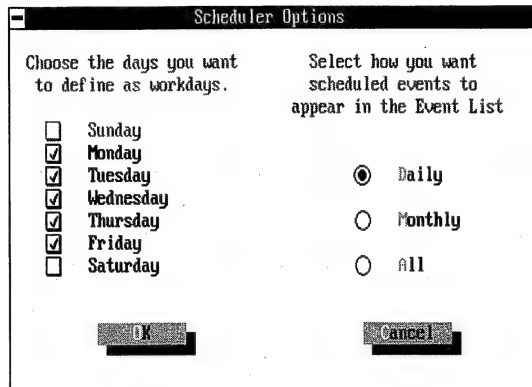 Scheduler Options
Choose the days you want
to define as workdays.
Sunday
Monday
Tuesday
Wednesday
Thursday
Friday
Saturday
Select how you want
scheduled events to
appear in the Event List
Daily
Monthly
All
OK
Cancel